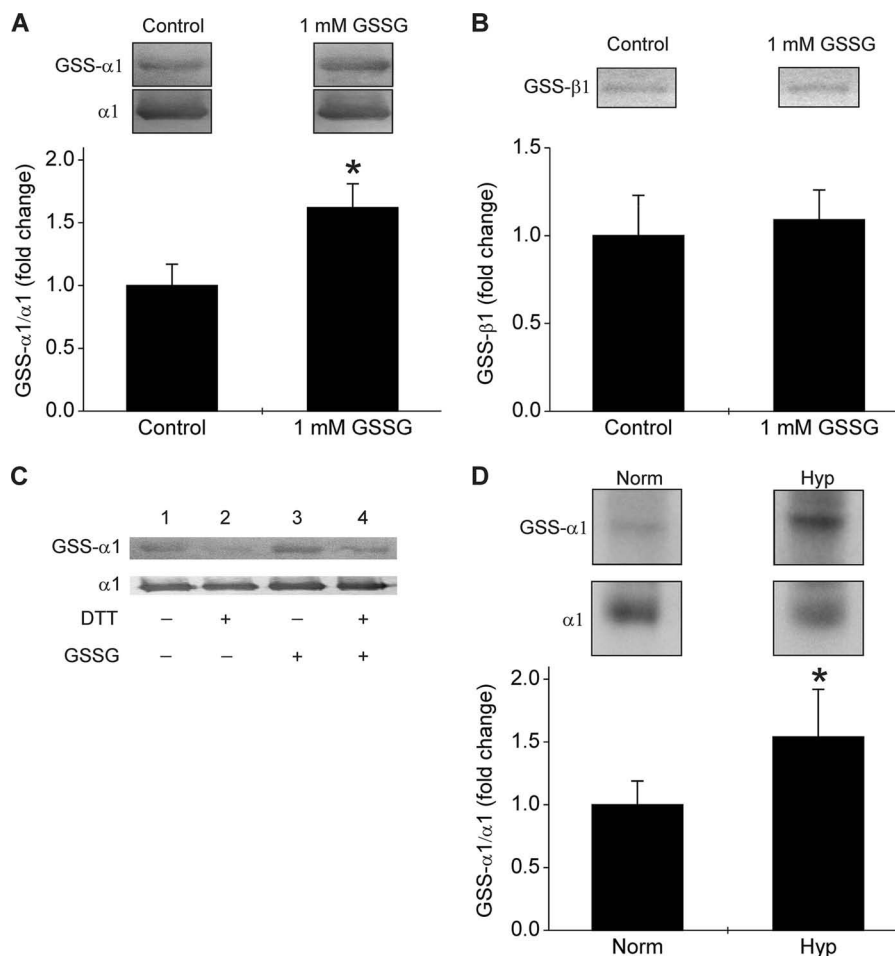 A
Control
1 mM GSSG
GSS-α1
α1
GSS-α1/α1 (fold change)
2.0
*
1.5
1.0
0.5
0.0
Control
1 mM GSSG
B
Control
1 mM GSSG
GSS-β1
GSS-β1 (fold change)
1.5
1.0
0.5
0.0
Control
1 mM GSSG
C
1 2 3 4
GSS-α1
α1
DTT – + – +
GSSG – – + +
D
Norm
Hyp
GSS-α1
α1
GSS-α1/α1 (fold change)
2.0
*
1.5
1.0
0.5
0.0
Norm
Hyp